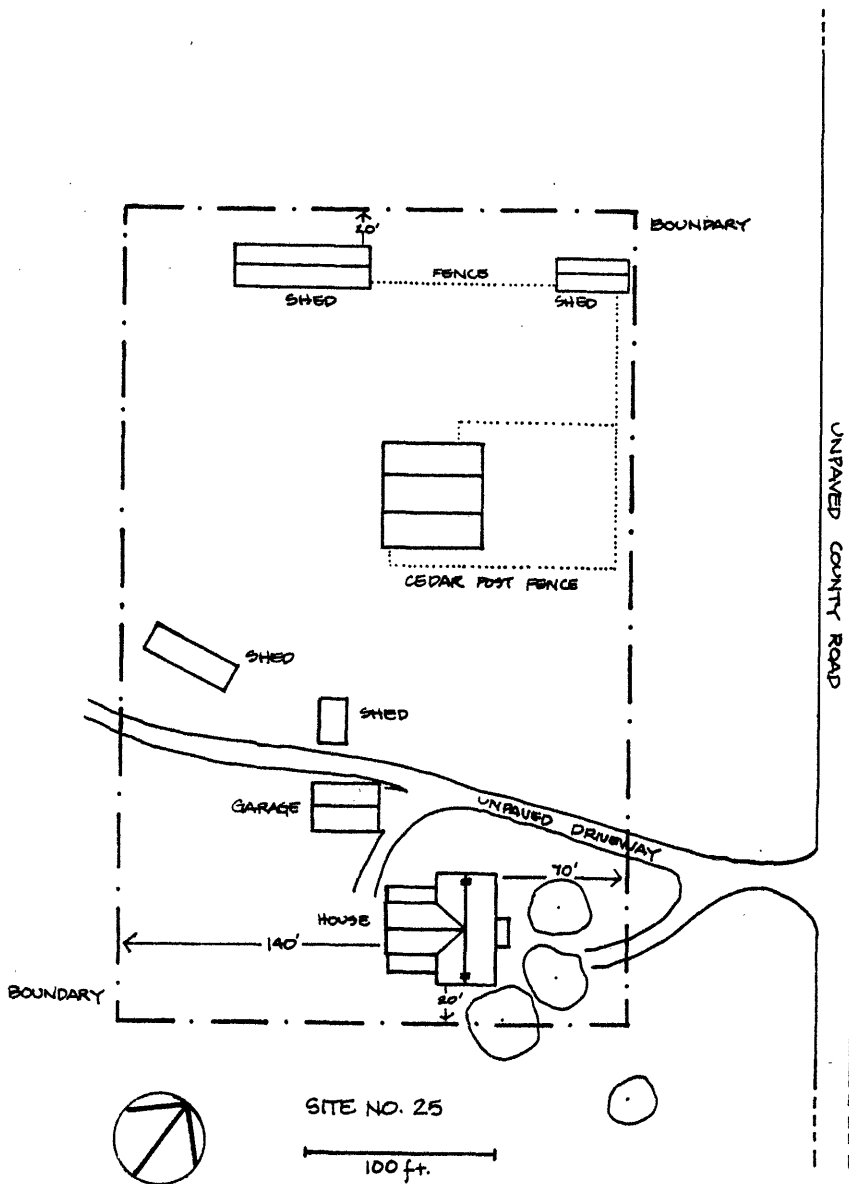 20'
BOUNDARY
FENCE
SHED
SHED
CEDAR POST FENCE
UNPAVED COUNTY ROAD
SHED
SHED
GARAGE
UNPAVED DRIVEWAY
70'
HOUSE
140'
20'
BOUNDARY
SITE NO. 25
100 ft.